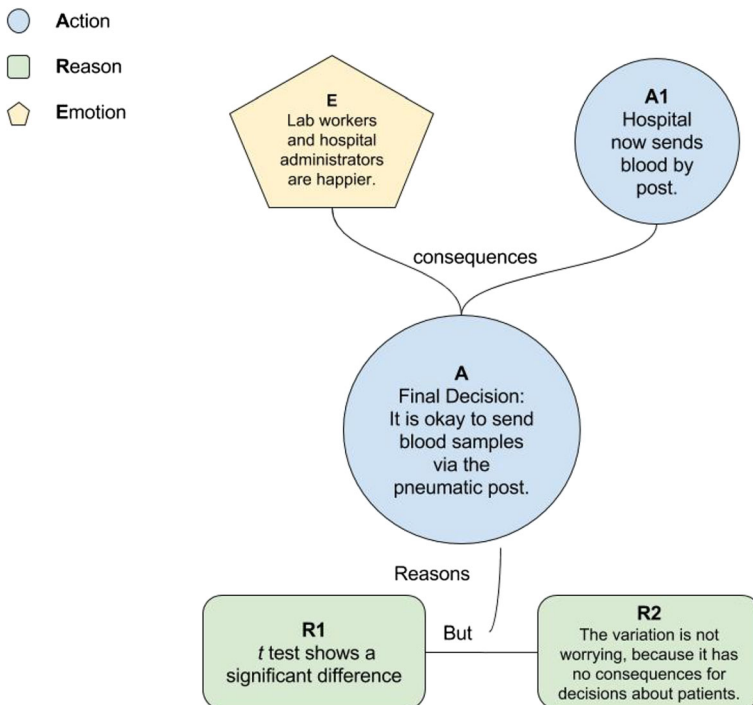 Action
Reason
Emotion
E
Lab workers
and hospital
administrators
are happier.
A1
Hospital
now sends
blood by
post.
consequences
A
Final Decision:
It is okay to send
blood samples
via the
pneumatic post.
Reasons
But
R1
t test shows a
significant difference
R2
The variation is not
worrying, because it has
no consequences for
decisions about patients.